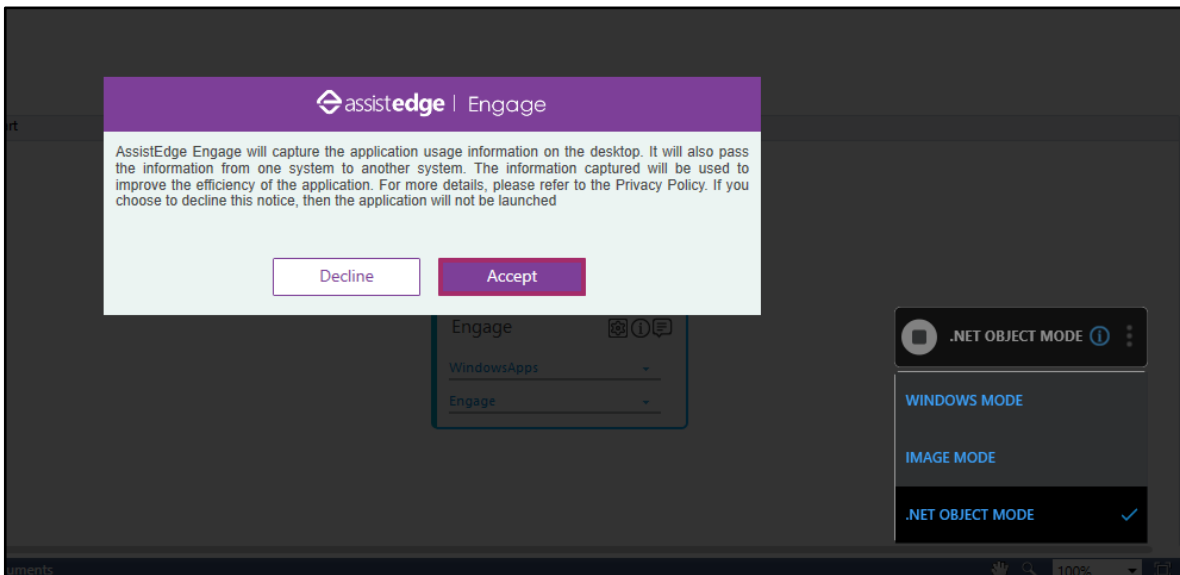 assistedge | Engage
art
AssistEdge Engage will capture the application usage information on the desktop. It will also pass
the information from one system to another system. The information captured will be used to
improve the efficiency of the application. For more details, please refer to the Privacy Policy. If you
choose to decline this notice, then the application will not be launched
Decline
Accept
Engage
WindowsApps
Engage
.NET OBJECT MODE
WINDOWS MODE
IMAGE MODE
.NET OBJECT MODE
uments
100%